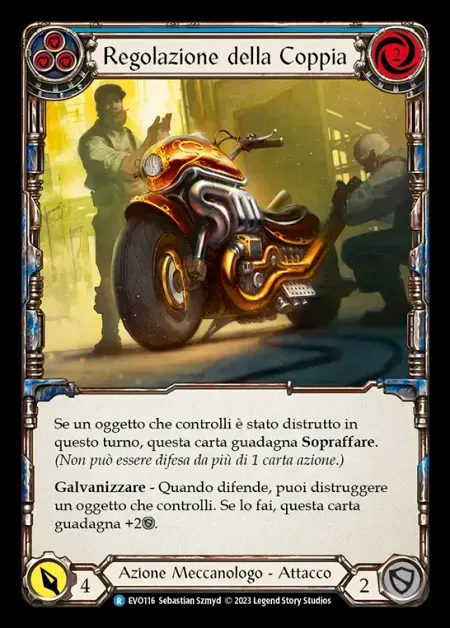 Regolazione della Coppia
2
Se un oggetto che controlli è stato distrutto in
questo turno, questa carta guadagna Sopraffare.
(Non può essere difesa da più di 1 carta azione.)
Galvanizzare - Quando difende, puoi distruggere
un oggetto che controlli. Se lo fai, questa carta
guadagna +2.
4
Azione Meccanologo - Attacco
2
R EVO116 Sebastian Szmyd © 2023 Legend Story Studios